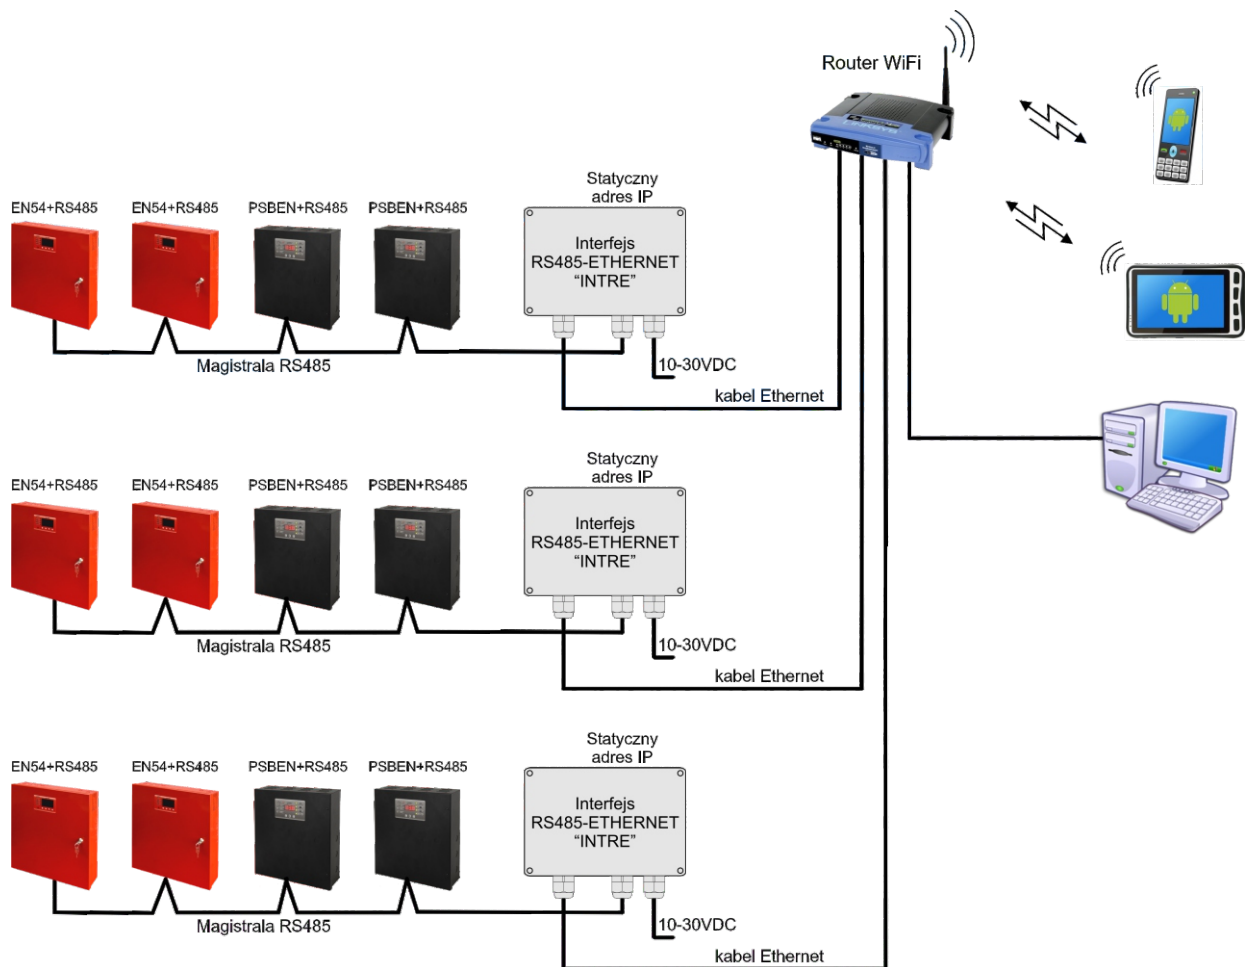 Router WiFi
Statyczny
adres IP
EN54+RS485 EN54+RS485 PSBEN+RS485 PSBEN+RS485
Interfejs
RS485-ETHERNET
“INTRE”
Magistrala RS485
10-30VDC
kabel Ethernet
Statyczny
adres IP
EN54+RS485 EN54+RS485 PSBEN+RS485 PSBEN+RS485
Interfejs
RS485-ETHERNET
“INTRE”
Magistrala RS485
10-30VDC
kabel Ethernet
Statyczny
adres IP
EN54+RS485 EN54+RS485 PSBEN+RS485 PSBEN+RS485
Interfejs
RS485-ETHERNET
“INTRE”
Magistrala RS485
10-30VDC
kabel Ethernet